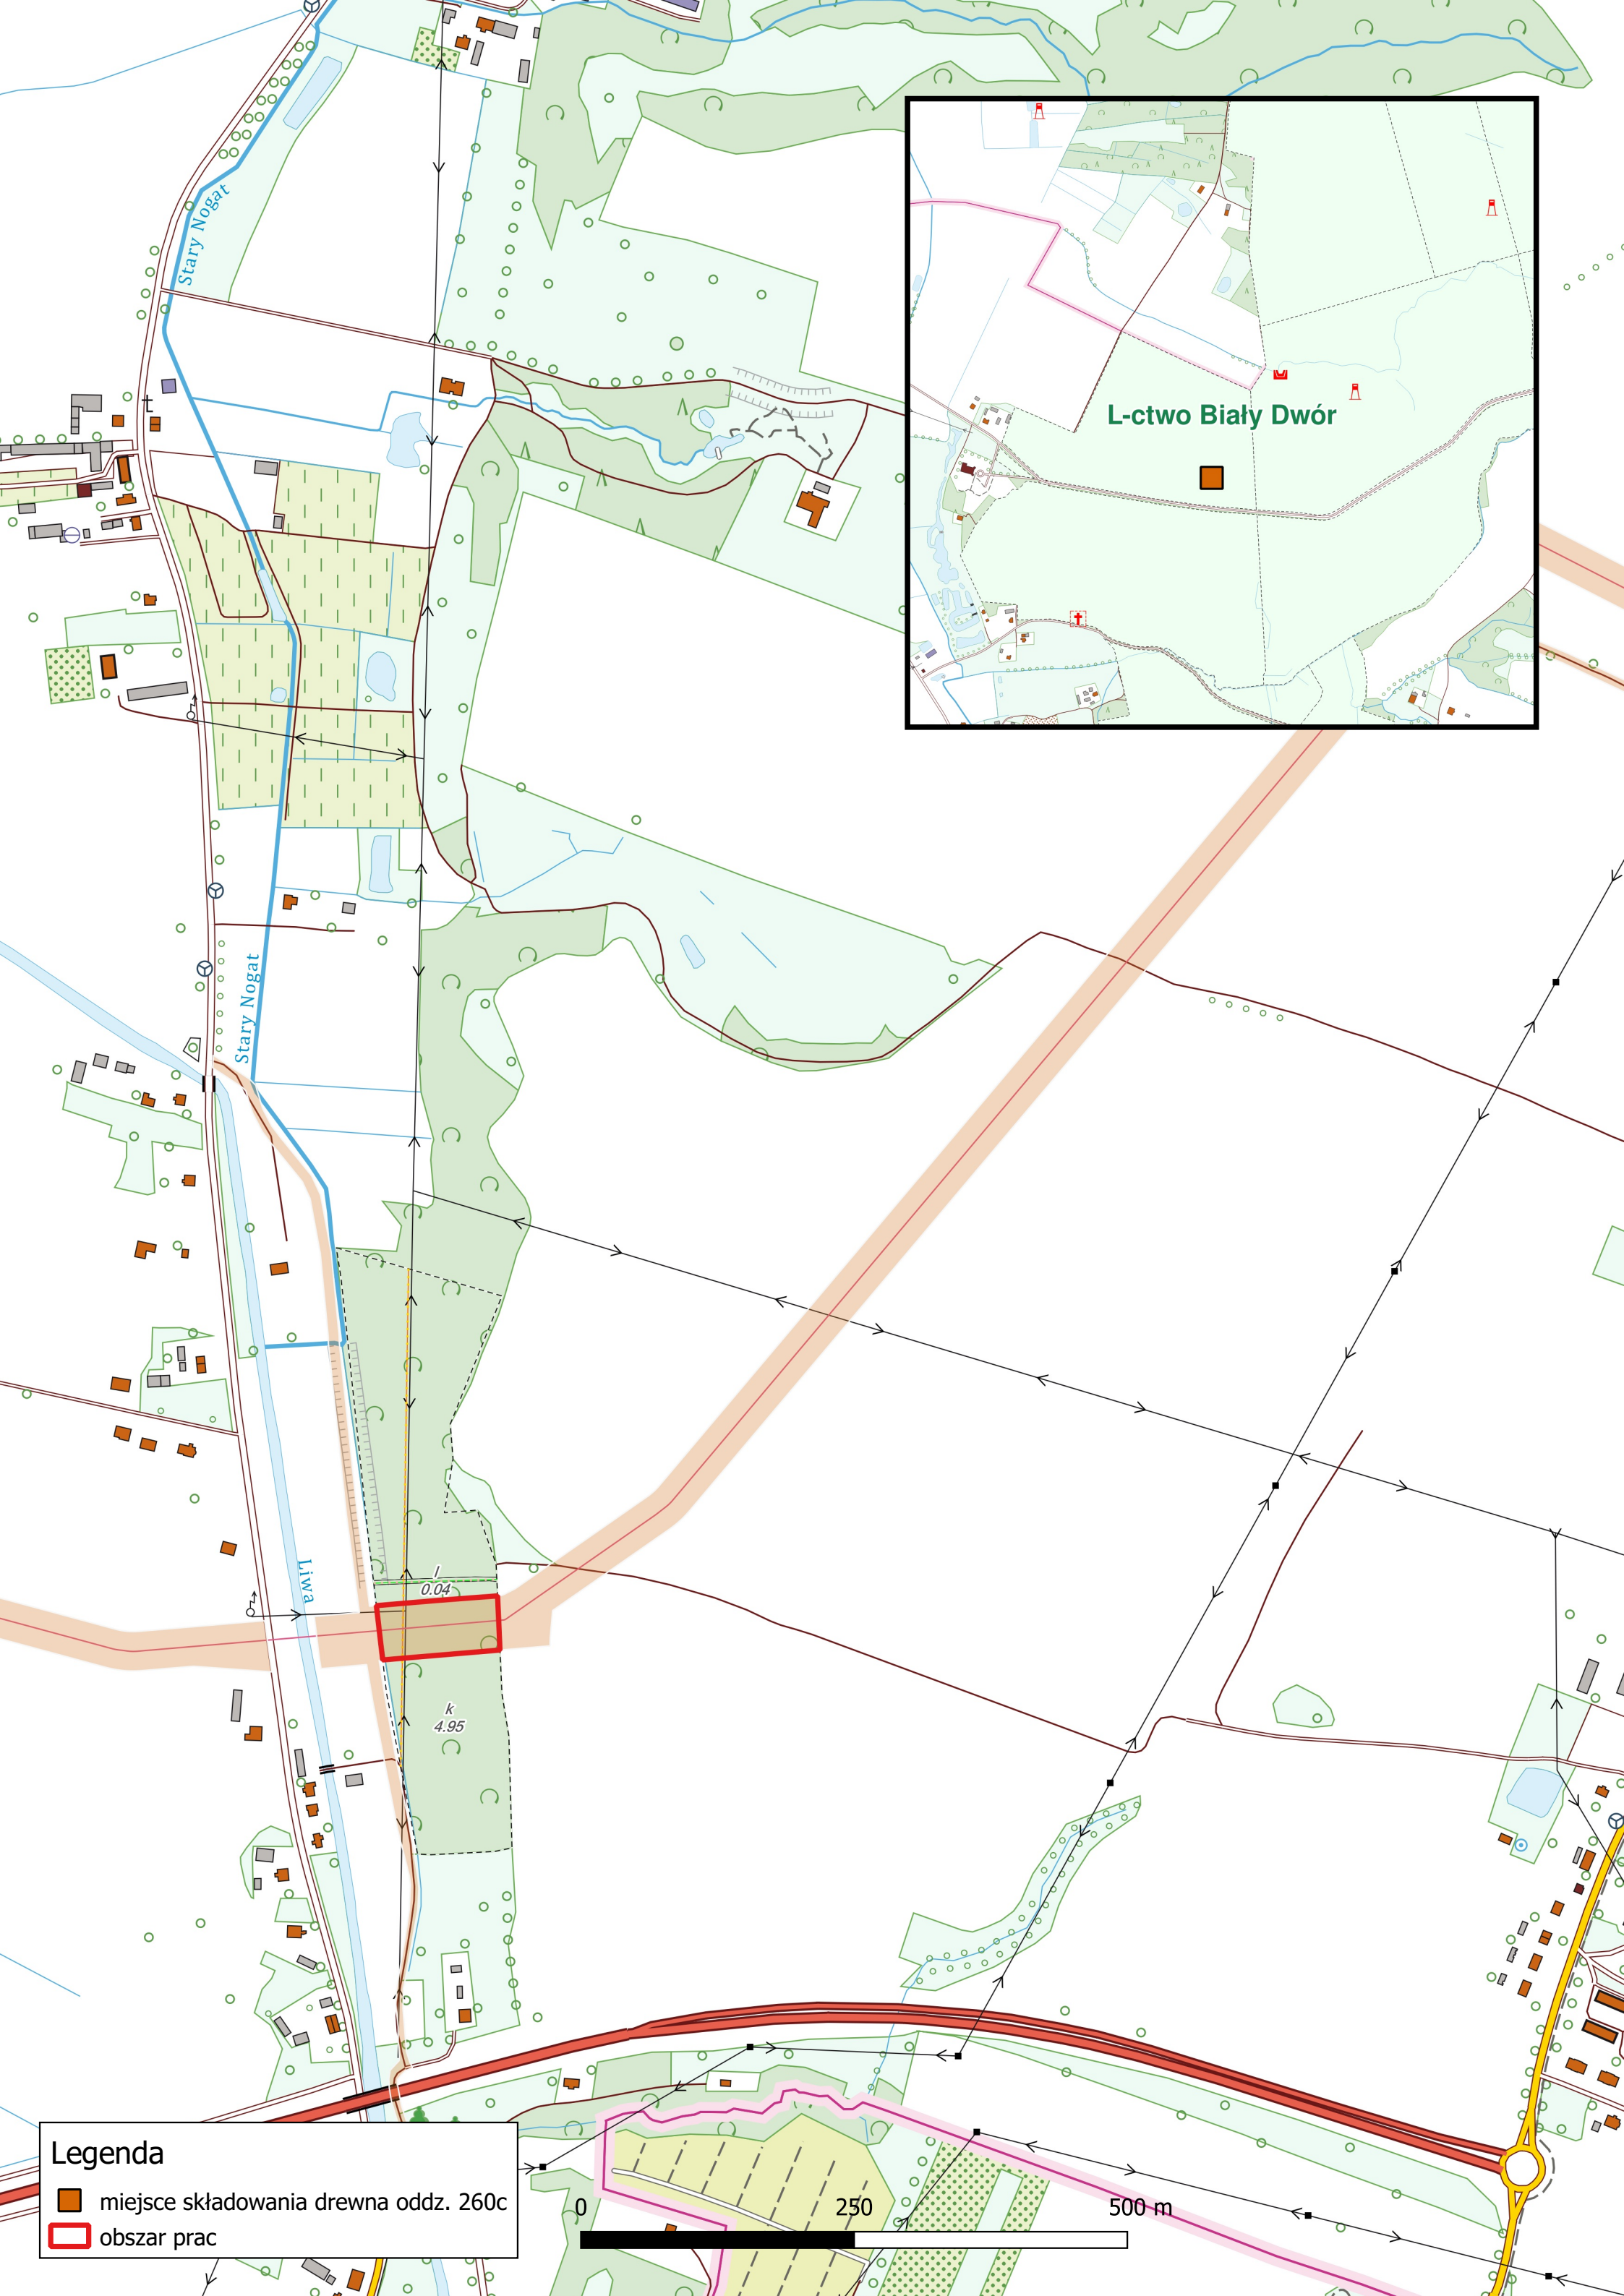 Stary Nogat
L-ctwo Biały Dwór
Stary Nogat
Liwa
l
0.04
k
4.95
Legenda
miejsce składowania drewna oddz. 260c
obszar prac
0 250 500 m